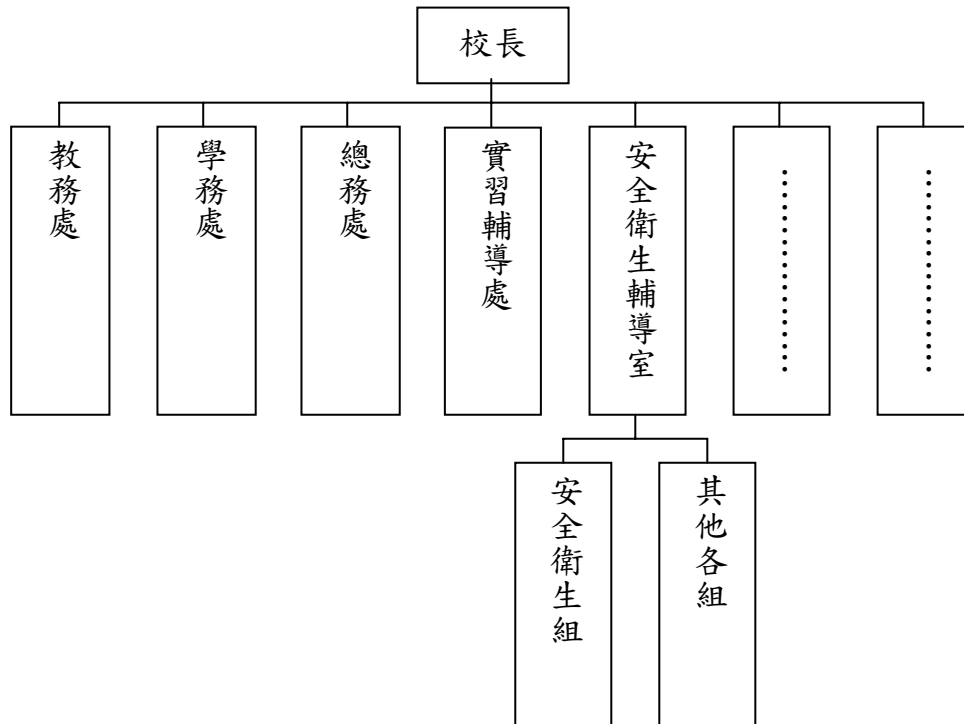 校長
教務處
學務處
總務處
實習輔導處
安全衛生輔導室
………………
………………
安全衛生組
其他各組